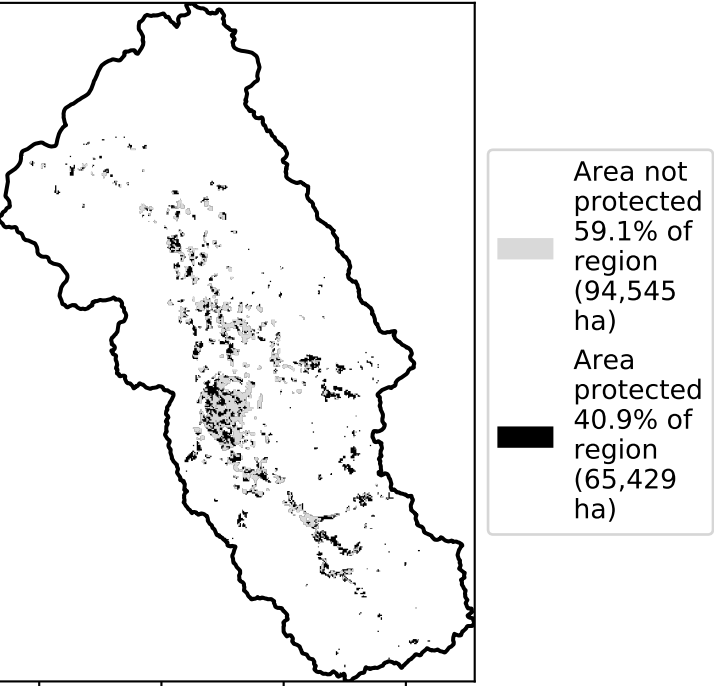 Area not
protected
59.1% of
region
(94,545
ha)
Area
protected
40.9% of
region
(65,429
ha)